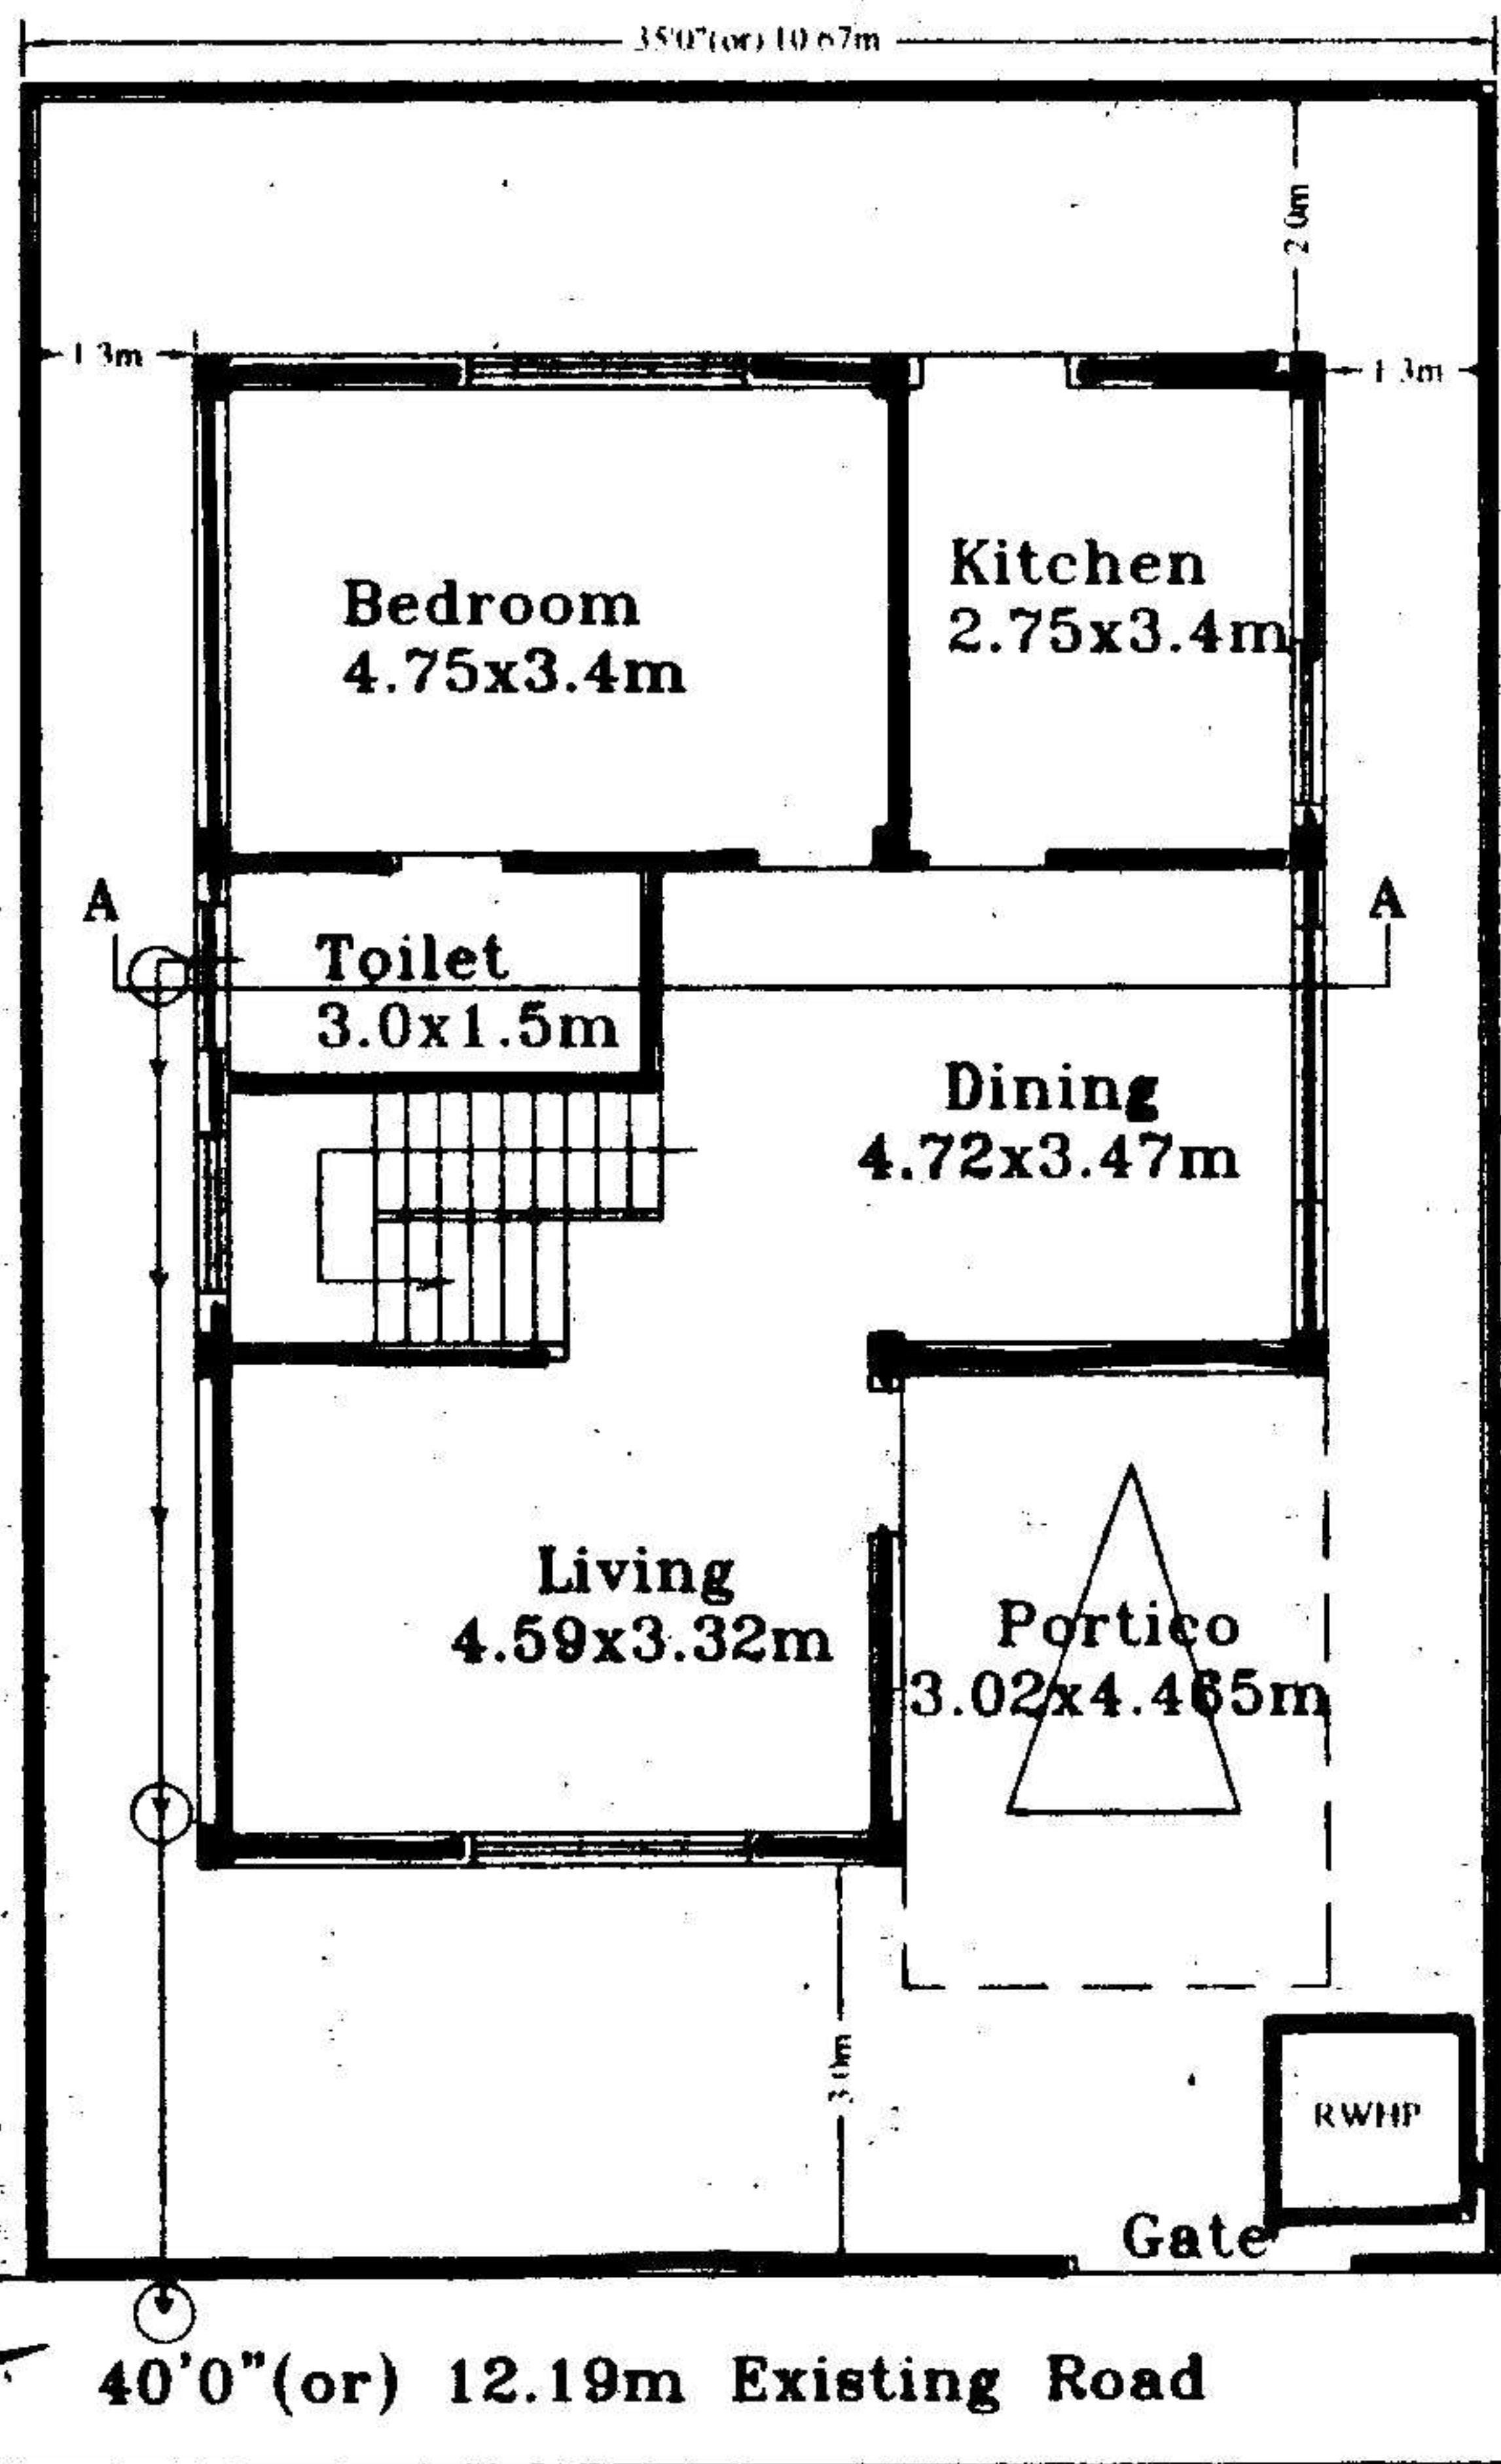 35'0"(or) 10.67m
2.0m
1.3m
1.3m
Bedroom
4.75x3.4m
Kitchen
2.75x3.4m
A
A
Toilet
3.0x1.5m
Dining
4.72x3.47m
Living
4.59x3.32m
Portico
3.02x4.465m
3.0m
RWHP
Gate
40'0"(or) 12.19m Existing Road